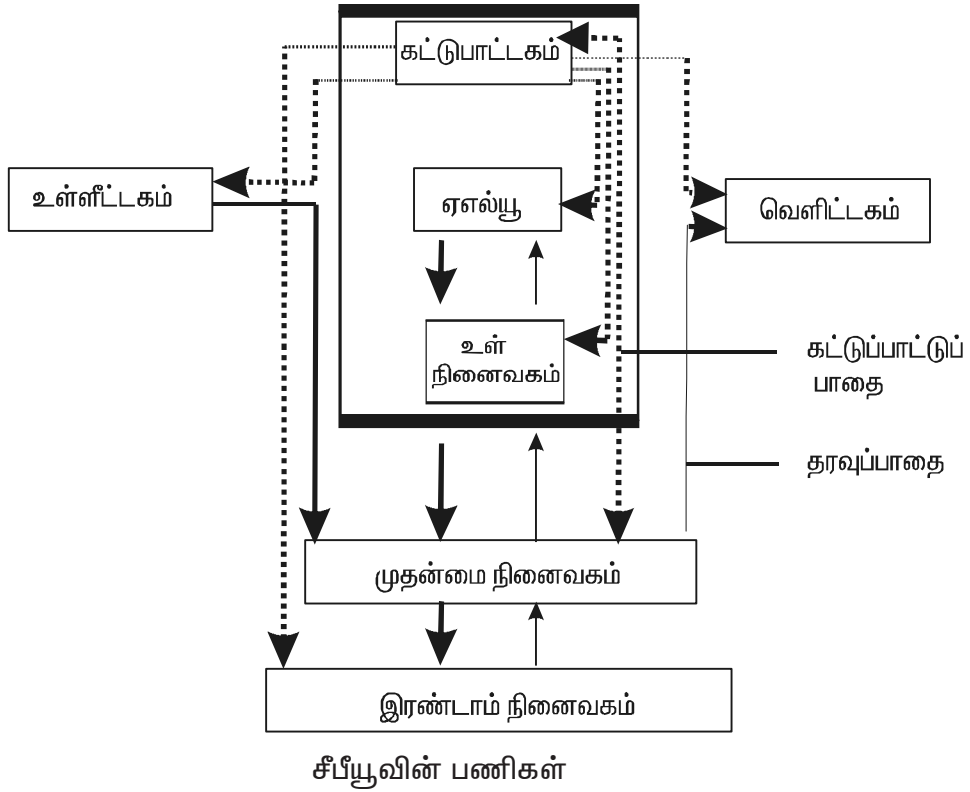 கட்டுபாட்டகம்
உள்ளீட்டகம்
ஏஎல்யூ
வெளிட்டகம்
உள்
நினைவகம்
கட்டுப்பாட்டுப்
பாதை
தரவுப்பாதை
முதன்மை நினைவகம்
இரண்டாம் நினைவகம்
சீபீயூவின் பணிகள்